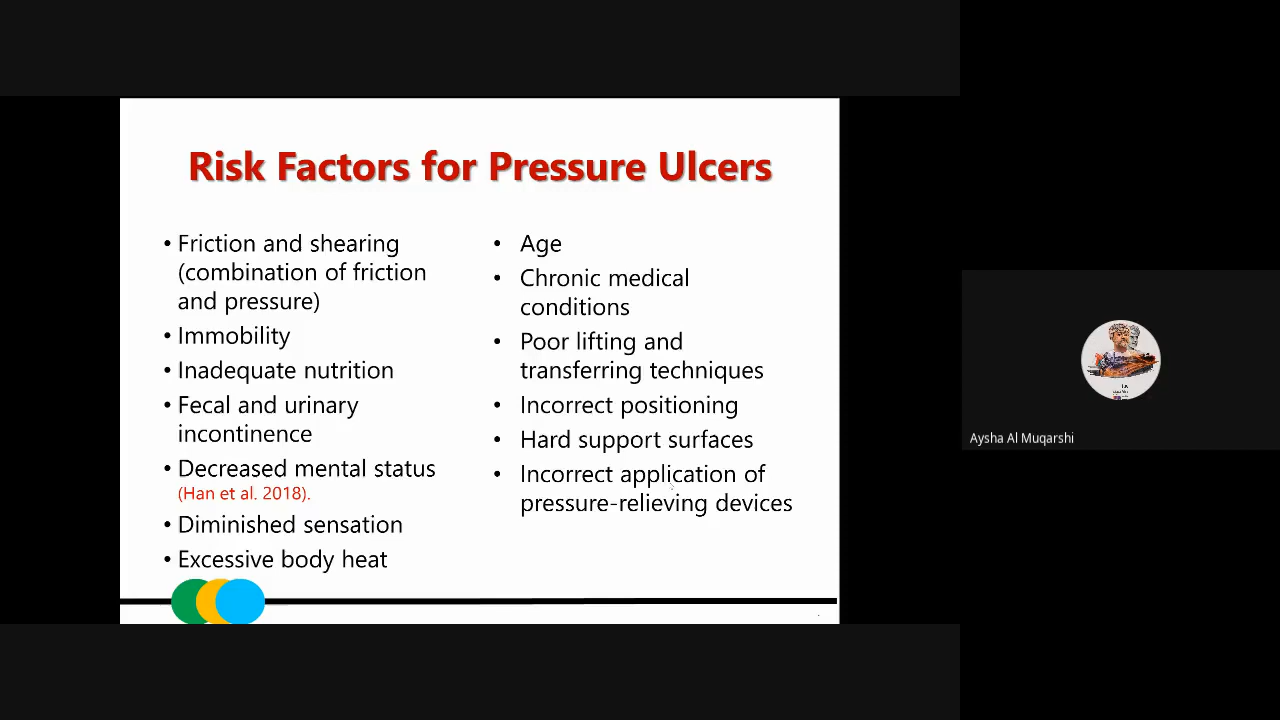 Risk Factors for Pressure Ulcers
• Friction and shearing
(combination of friction
and pressure)
• Immobility
• Inadequate nutrition
• Fecal and urinary
incontinence
• Decreased mental status
(Han et al. 2018).
• Diminished sensation
• Excessive body heat
• Age
• Chronic medical
conditions
• Poor lifting and
transferring techniques
• Incorrect positioning
• Hard support surfaces
• Incorrect application of
pressure-relieving devices
Aysha Al Muqarshi